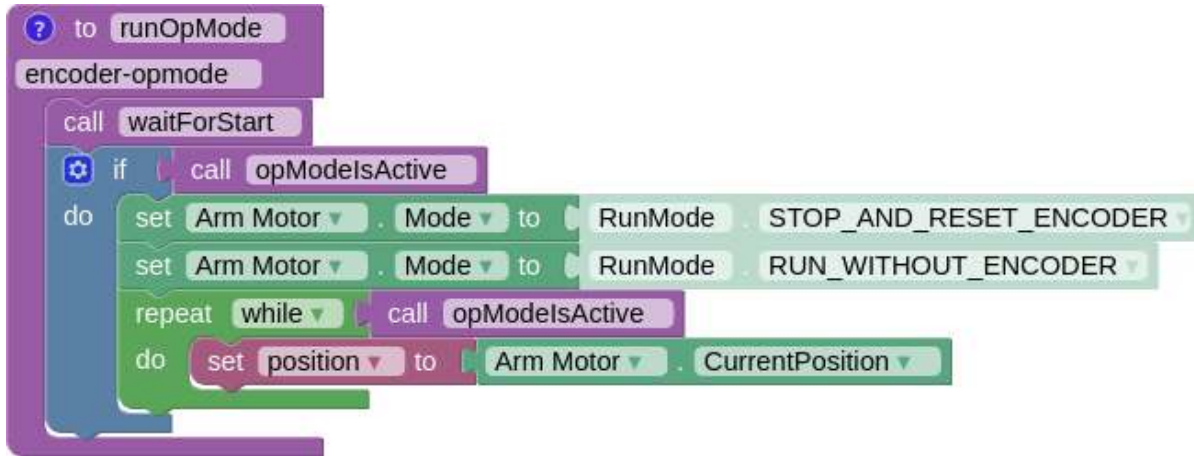 ? to runOpMode
encoder-opmode
call waitForStart
if call opModeIsActive
do set Arm Motor . Mode to RunMode . STOP_AND_RESET_ENCODER
set Arm Motor . Mode to RunMode . RUN_WITHOUT_ENCODER
repeat while call opModeIsActive
do set position to Arm Motor . CurrentPosition